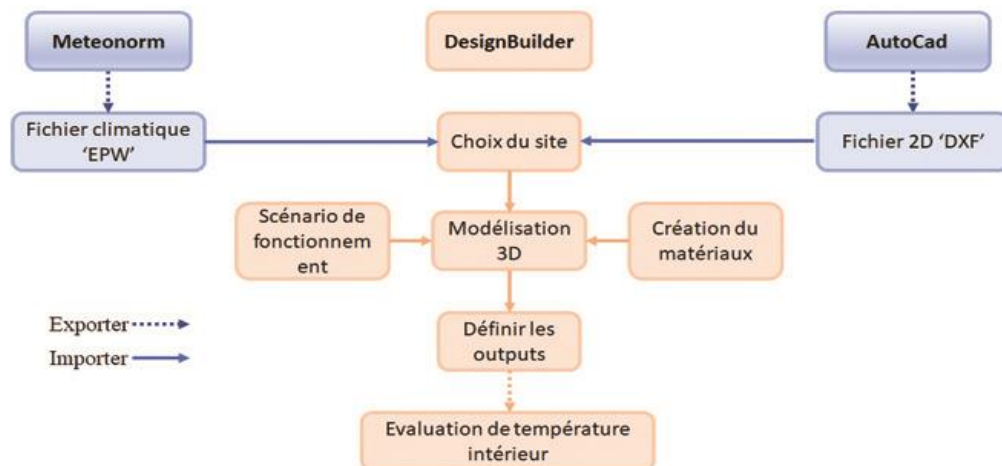 Meteonorm
DesignBuilder
AutoCad
Fichier climatique
'EPW'
Choix du site
Fichier 2D 'DXF'
Scénario de
fonctionnem
ent
Modélisation
3D
Création du
matériaux
Exporter
Importer
Définir les
outputs
Evaluation de température
intérieur